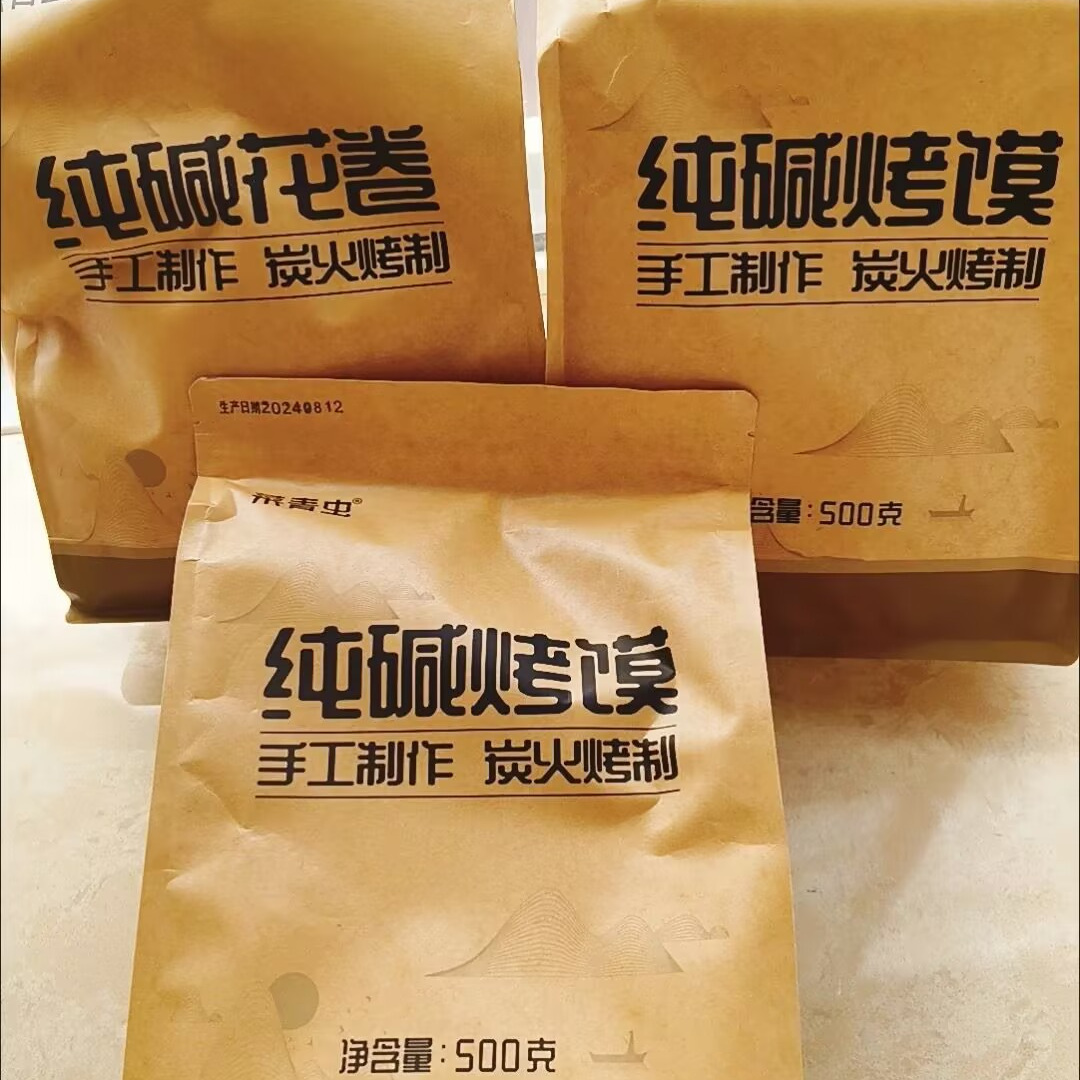 纯碱花卷
手工制作 炭火烤制
纯碱烤馍
手工制作 炭火烤制
含量:500克
生产日期20240812
菜青虫®
纯碱烤馍
手工制作 炭火烤制
净含量:500克